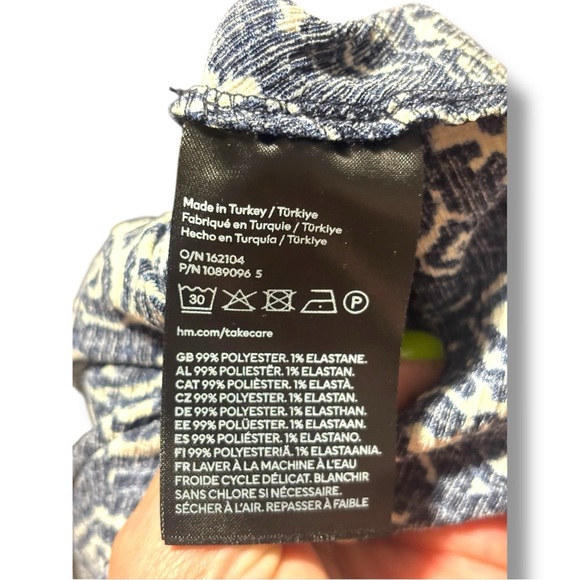 Made in Turkey / Türkiye
Fabriqué en Turquie / Türkiye
Hecho en Turquía / Türkiye
O/N 162104
P/N 1089096 5
30 P
hm.com/takecare
GB 99% POLYESTER. 1% ELASTANE.
AL 99% POLIESTËR. 1% ELASTAN.
CAT 99% POLIÈSTER. 1% ELASTÀ.
CZ 99% POLYESTER. 1% ELASTAN.
DE 99% POLYESTER. 1% ELASTHAN.
EE 99% POLÜESTER. 1% ELASTAAN.
ES 99% POLIÉSTER. 1% ELASTANO.
FI 99% POLYESTERIÄ. 1% ELASTAANIA.
FR LAVER À LA MACHINE À L'EAU
FROIDE CYCLE DÉLICAT. BLANCHIR
SANS CHLORE SI NÉCESSAIRE.
SÉCHER À L'AIR. REPASSER À FAIBLE